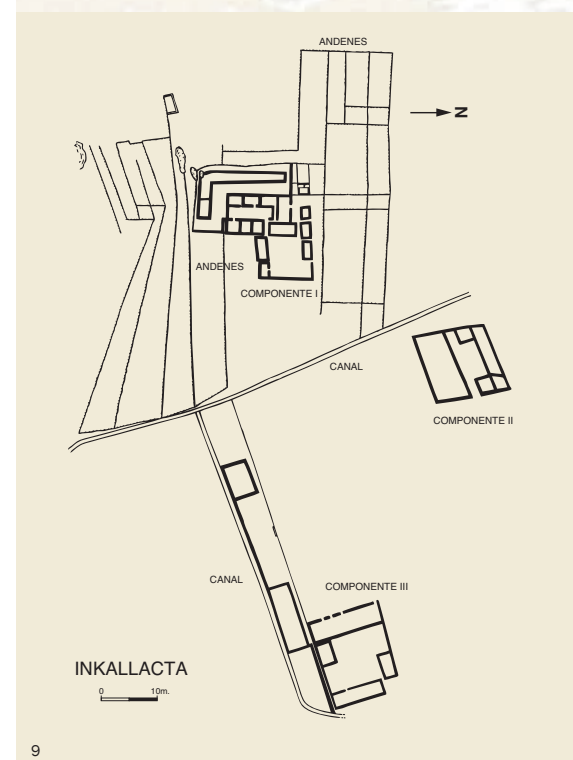 ANDENES
N
ANDENES
COMPONENTE I
CANAL
COMPONENTE II
CANAL
COMPONENTE III
INKALLACTA
0 10m.
9